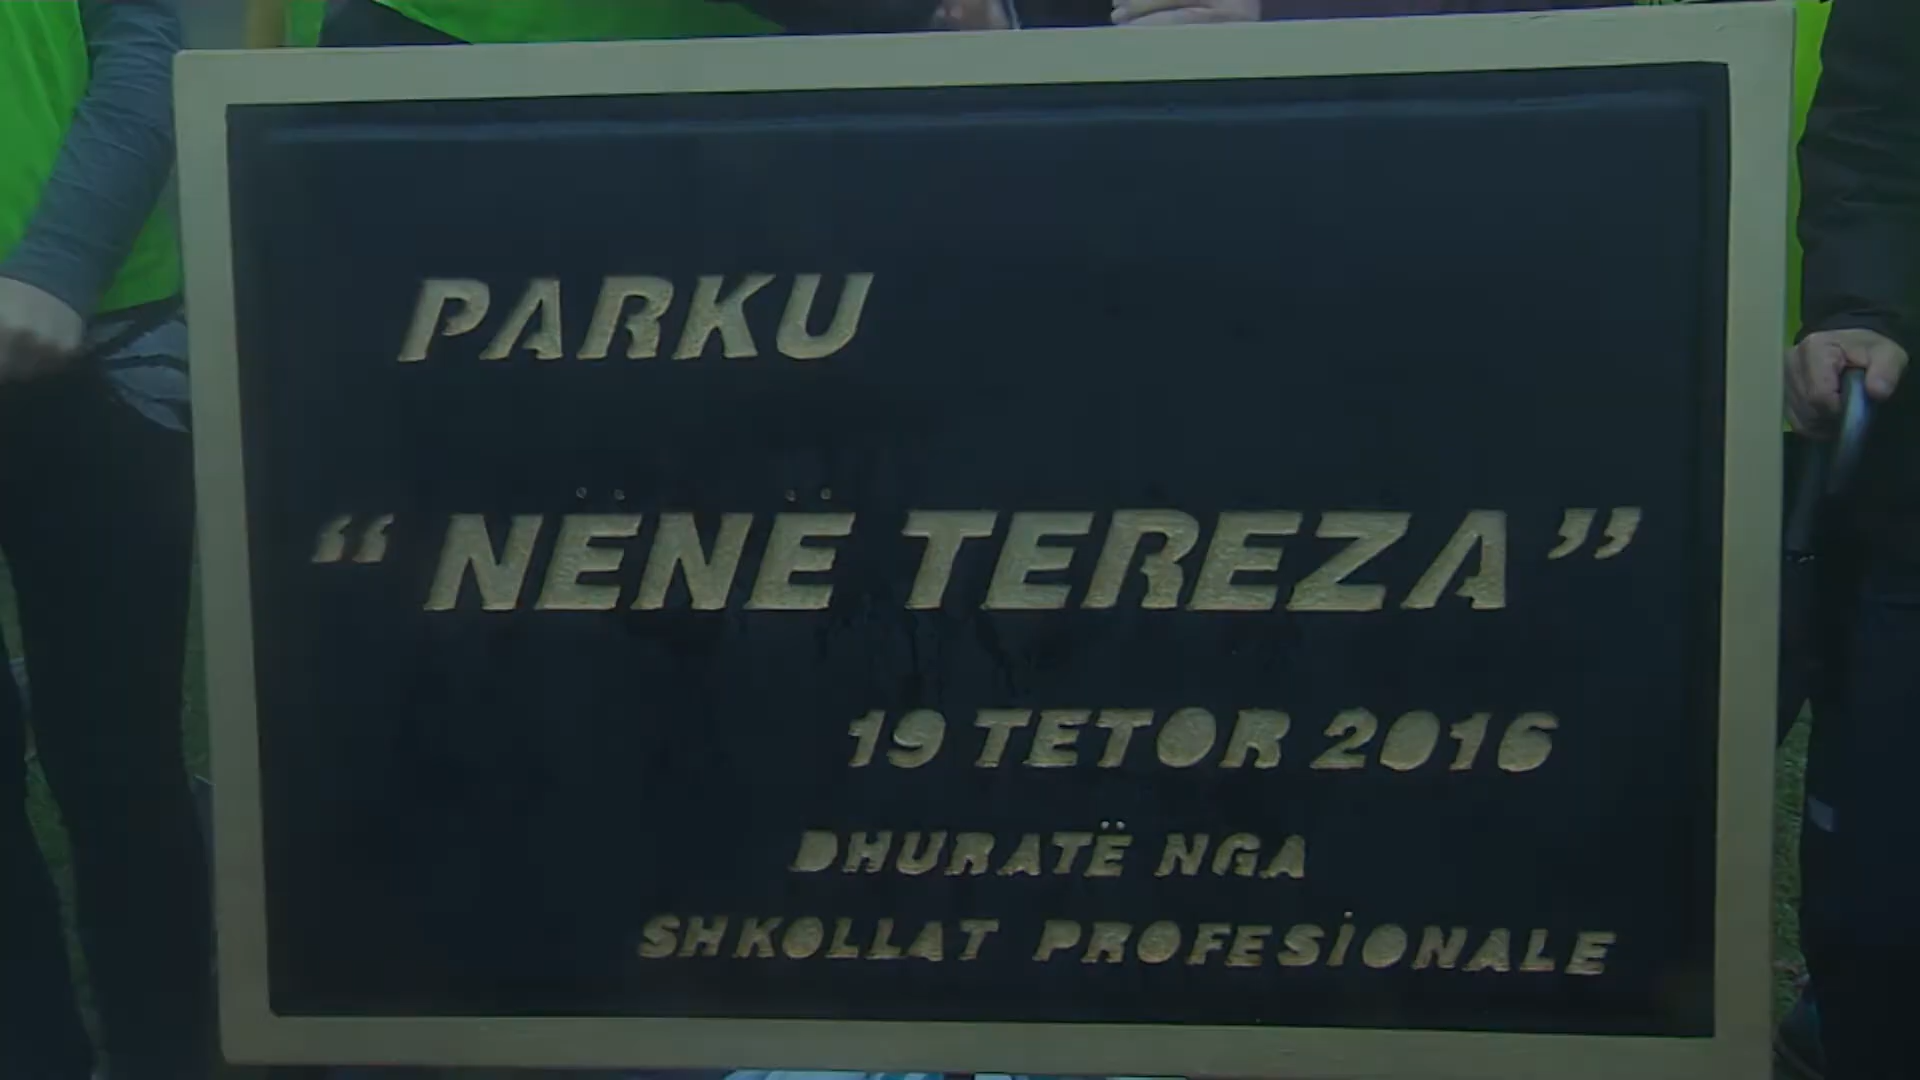 PARKU
“NËNË TEREZA”
19 TETOR 2016
DHURATË NGA
SHKOLLAT PROFESIONALE